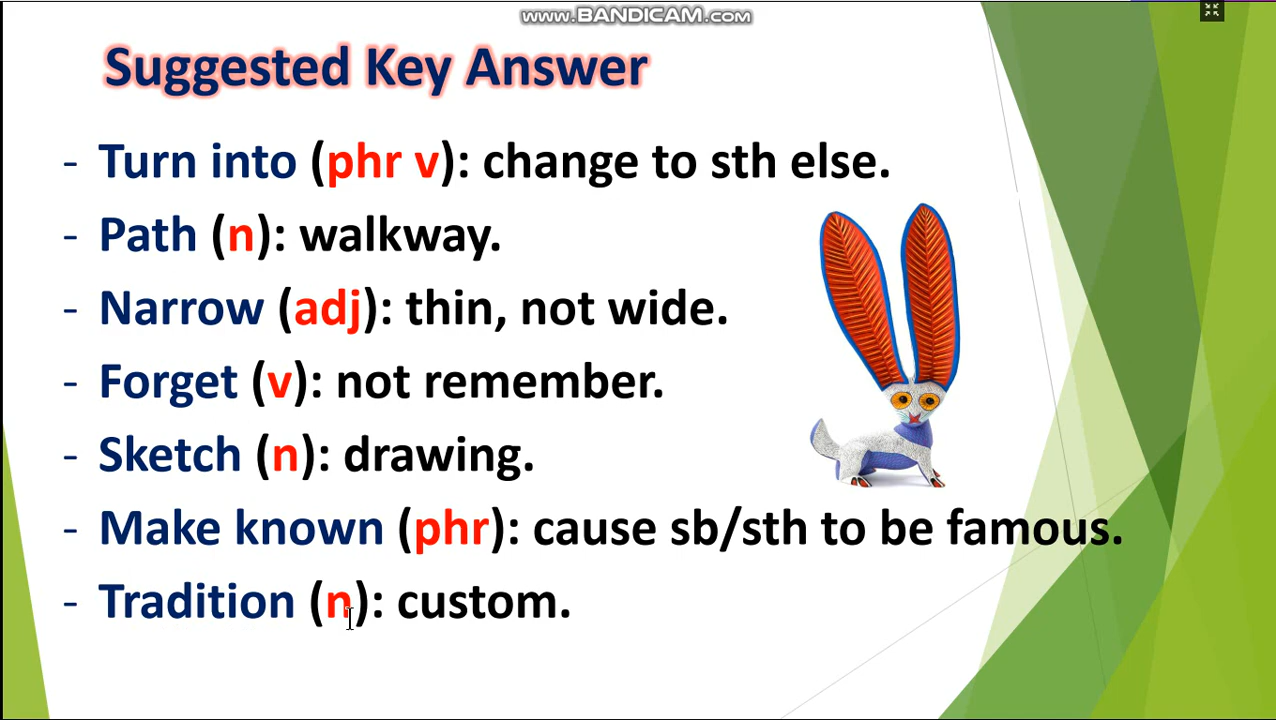 www.BANDICAM.com
Suggested Key Answer
- Turn into (phr v): change to sth else.
- Path (n): walkway.
- Narrow (adj): thin, not wide.
- Forget (v): not remember.
- Sketch (n): drawing.
- Make known (phr): cause sb/sth to be famous.
- Tradition (n): custom.